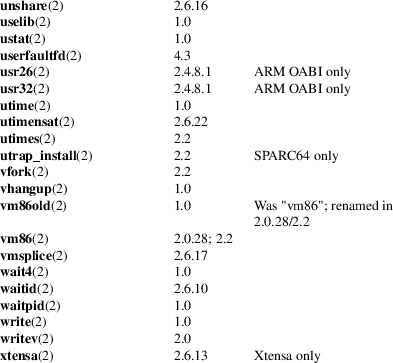 unshare(2) 2.6.16
uselib(2) 1.0
ustat(2) 1.0
userfaultfd(2) 4.3
usr26(2) 2.4.8.1 ARM OABI only
usr32(2) 2.4.8.1 ARM OABI only
utime(2) 1.0
utimensat(2) 2.6.22
utimes(2) 2.2
utrap_install(2) 2.2 SPARC64 only
vfork(2) 2.2
vhangup(2) 1.0
vm86old(2) 1.0 Was "vm86"; renamed in
2.0.28/2.2
vm86(2) 2.0.28; 2.2
vmsplice(2) 2.6.17
wait4(2) 1.0
waitid(2) 2.6.10
waitpid(2) 1.0
write(2) 1.0
writev(2) 2.0
xtensa(2) 2.6.13 Xtensa only